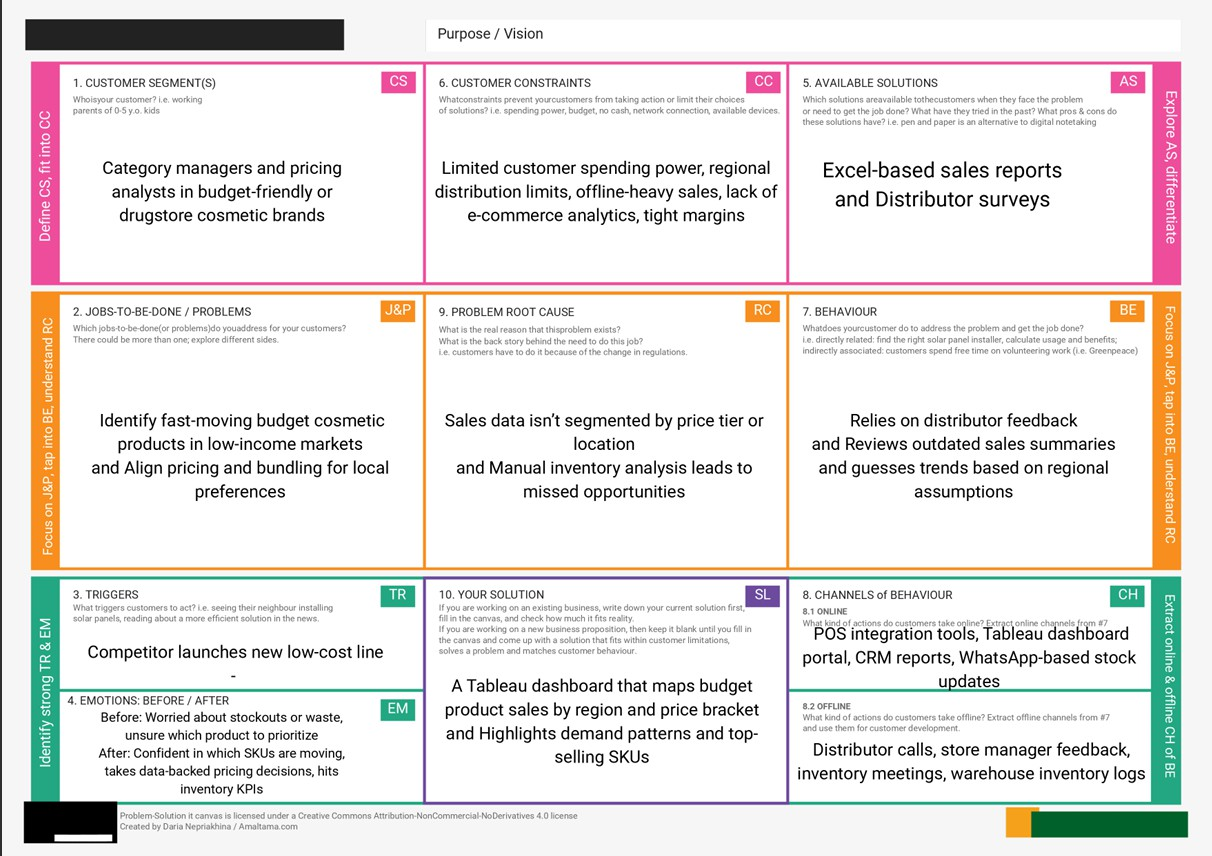 Purpose / Vision
Define CS, fit into CC
1. CUSTOMER SEGMENT(S)
CS
Whoisyour customer? i.e. working
parents of 0-5 y.o. kids
Category managers and pricing
analysts in budget-friendly or
drugstore cosmetic brands
6. CUSTOMER CONSTRAINTS
CC
Whatconstraints prevent yourcustomers from taking action or limit their choices
of solutions? i.e. spending power, budget, no cash, network connection, available devices.
Limited customer spending power, regional
distribution limits, offline-heavy sales, lack of
e-commerce analytics, tight margins
5. AVAILABLE SOLUTIONS
AS
Which solutions areavailable tothecustomers when they face the problem
or need to get the job done? What have they tried in the past? What pros & cons do
these solutions have? i.e. pen and paper is an alternative to digital notetaking
Excel-based sales reports
and Distributor surveys
Explore AS, differentiate
Focus on J&P, tap into BE, understand RC
2. JOBS-TO-BE-DONE / PROBLEMS
J&P
Which jobs-to-be-done(or problems)do youaddress for your customers?
There could be more than one; explore different sides.
Identify fast-moving budget cosmetic
products in low-income markets
and Align pricing and bundling for local
preferences
9. PROBLEM ROOT CAUSE
RC
What is the real reason that thisproblem exists?
What is the back story behind the need to do this job?
i.e. customers have to do it because of the change in regulations.
Sales data isn’t segmented by price tier or
location
and Manual inventory analysis leads to
missed opportunities
7. BEHAVIOUR
BE
Whatdoes yourcustomer do to address the problem and get the job done?
i.e. directly related: find the right solar panel installer, calculate usage and benefits;
indirectly associated: customers spend free time on volunteering work (i.e. Greenpeace)
Relies on distributor feedback
and Reviews outdated sales summaries
and guesses trends based on regional
assumptions
Focus on J&P, tap into BE, understand RC
Identify strong TR & EM
3. TRIGGERS
TR
What triggers customers to act? i.e. seeing their neighbour installing
solar panels, reading about a more efficient solution in the news.
Competitor launches new low-cost line
-
4. EMOTIONS: BEFORE / AFTER
EM
Before: Worried about stockouts or waste,
unsure which product to prioritize
After: Confident in which SKUs are moving,
takes data-backed pricing decisions, hits
inventory KPIs
10. YOUR SOLUTION
SL
If you are working on an existing business, write down your current solution first,
fill in the canvas, and check how much it fits reality.
If you are working on a new business proposition, then keep it blank until you fill in
the canvas and come up with a solution that fits within customer limitations,
solves a problem and matches customer behaviour.
A Tableau dashboard that maps budget
product sales by region and price bracket
and Highlights demand patterns and top-
selling SKUs
8. CHANNELS of BEHAVIOUR
CH
8.1 ONLINE
What kind of actions do customers take online? Extract online channels from #7
POS integration tools, Tableau dashboard
portal, CRM reports, WhatsApp-based stock
updates
8.2 OFFLINE
What kind of actions do customers take offline? Extract offline channels from #7
and use them for customer development.
Distributor calls, store manager feedback,
inventory meetings, warehouse inventory logs
Extract online & offline CH of BE
Problem-Solution it canvas is licensed under a Creative Commons Attribution-NonCommercial-NoDerivatives 4.0 license
Created by Daria Nepriakhina / Amaltama.com